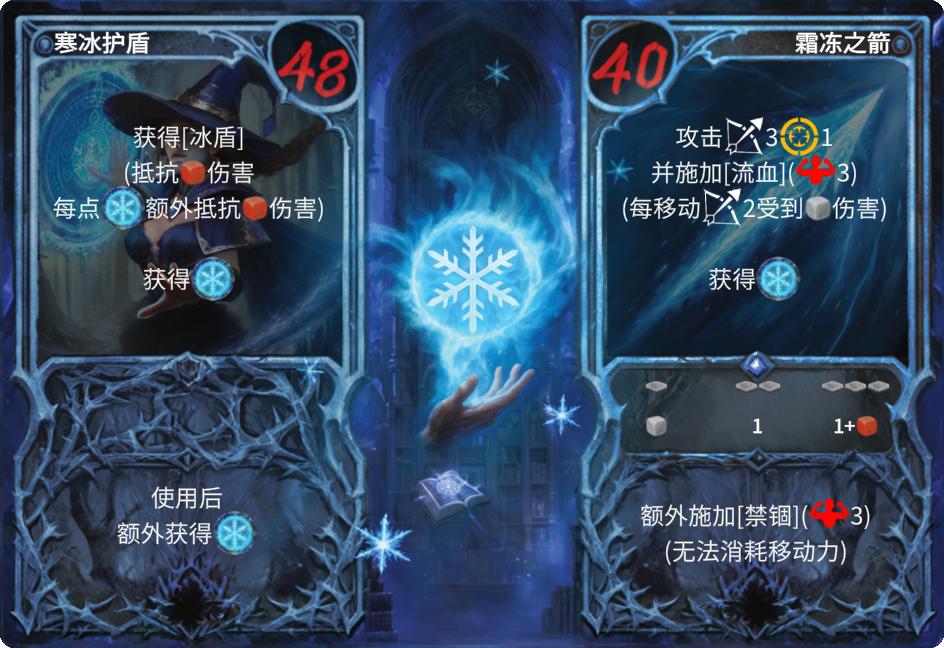 寒冰护盾
48
获得[冰盾]
(抵抗伤害
每点额外抵抗伤害)
获得
使用后
额外获得
40
霜冻之箭
攻击3 1
并施加[流血](3)
(每移动2受到伤害)
获得
1 1+
额外施加[禁锢](3)
(无法消耗移动力)